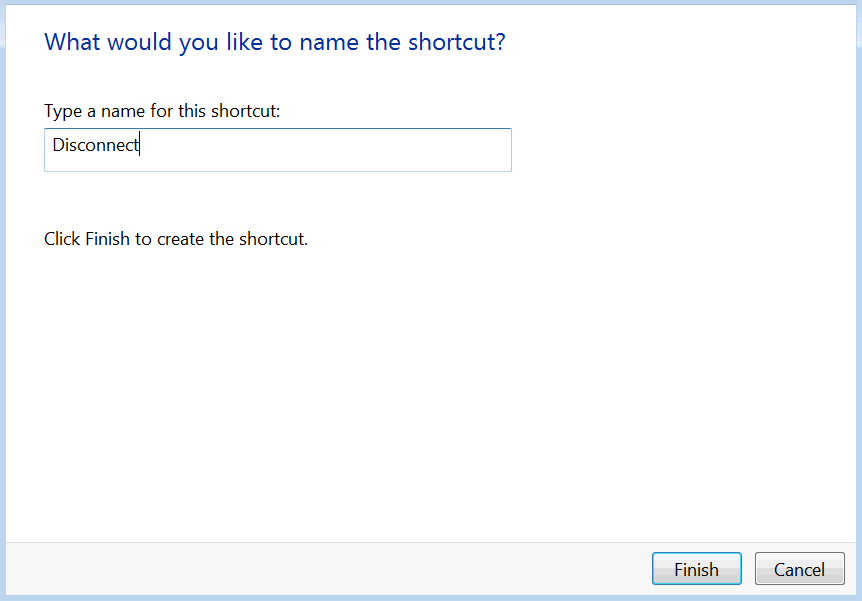 What would you like to name the shortcut?
Type a name for this shortcut:
Disconnect
Click Finish to create the shortcut.
Finish Cancel